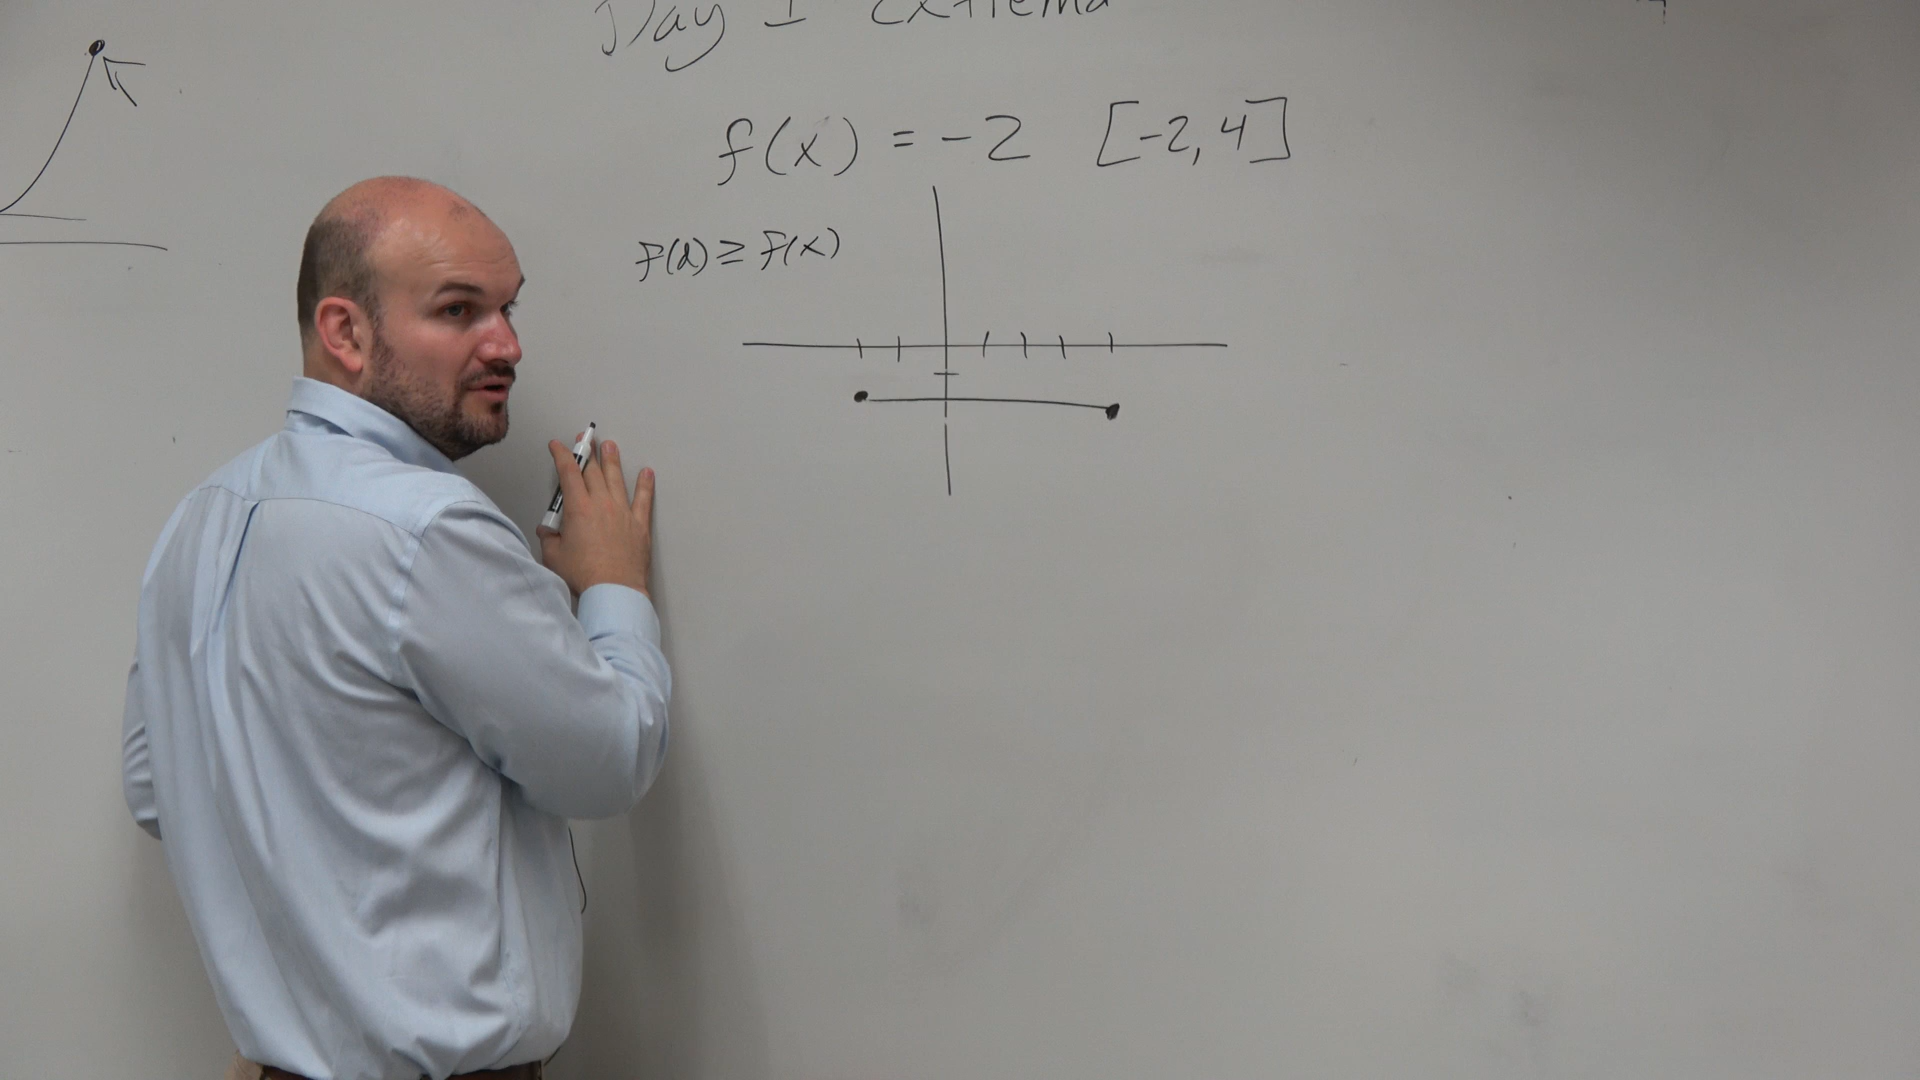 Day 1 Extrema
f(x) = -2 [-2, 4]
f(d) ≥ f(x)